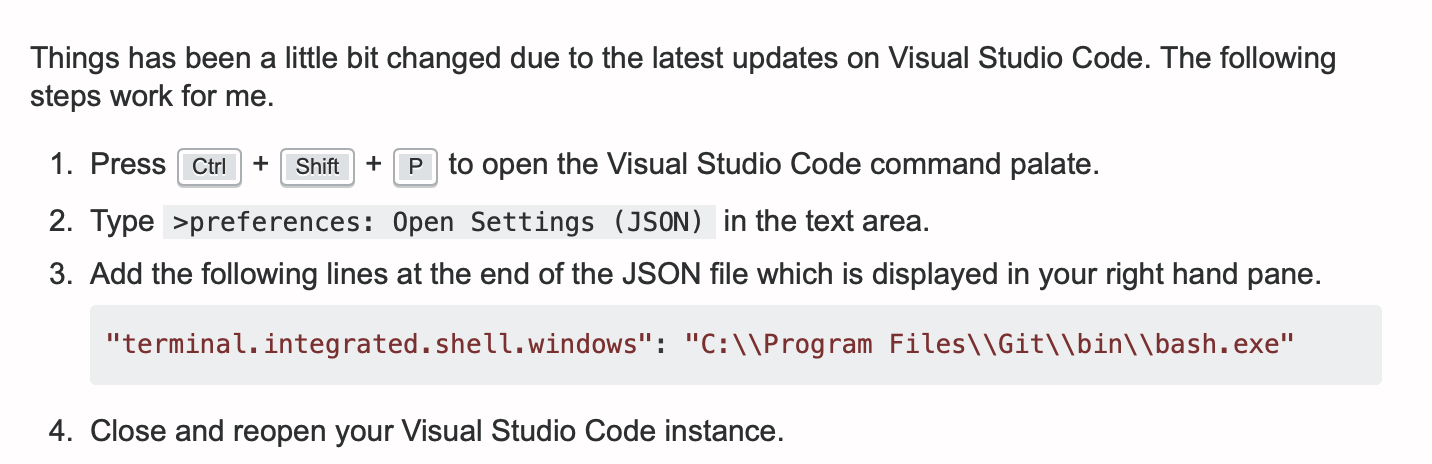 Things has been a little bit changed due to the latest updates on Visual Studio Code. The following
steps work for me.
1. Press Ctrl + Shift + P to open the Visual Studio Code command palate.
2. Type >preferences: Open Settings (JSON) in the text area.
3. Add the following lines at the end of the JSON file which is displayed in your right hand pane.
"terminal.integrated.shell.windows": "C:\\Program Files\\Git\\bin\\bash.exe"
4. Close and reopen your Visual Studio Code instance.